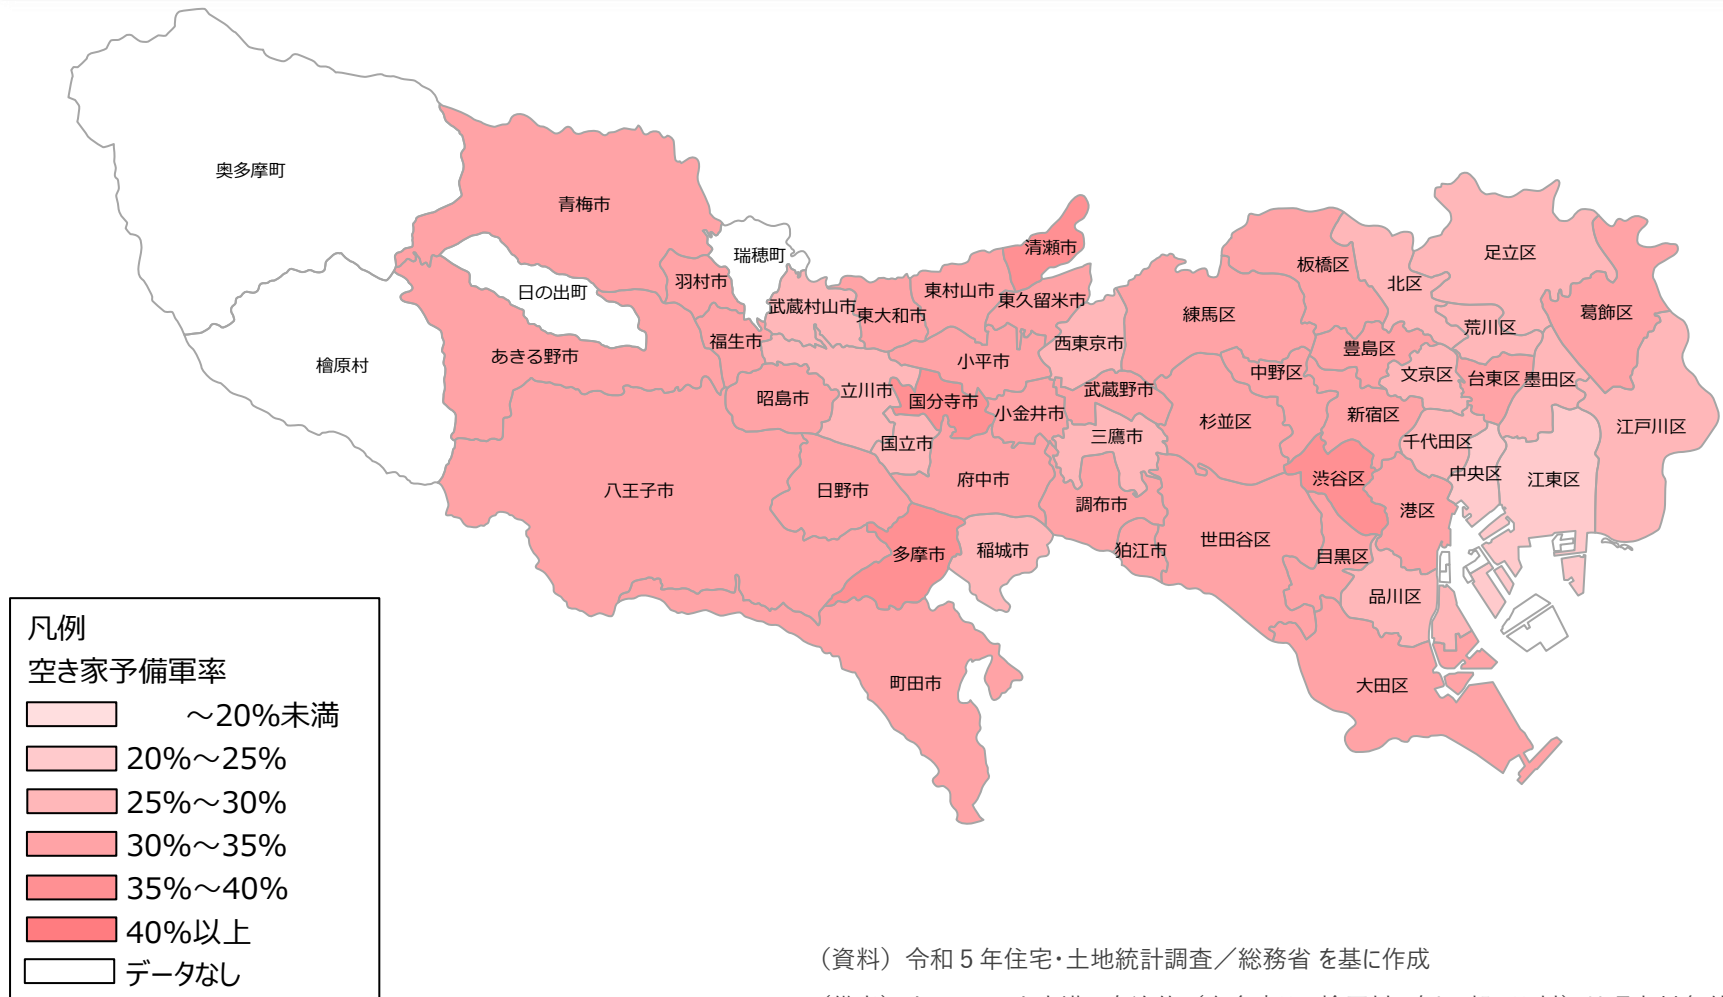 奥多摩町
青梅市
瑞穂町
清瀬市
足立区
板橋区
北区
日の出町
羽村市
武蔵村山市
東大和市
東村山市
東久留米市
練馬区
荒川区
葛飾区
檜原村
あきる野市
福生市
小平市
西東京市
豊島区
文京区
台東区
墨田区
昭島市
立川市
国分寺市
小金井市
武蔵野市
中野区
杉並区
新宿区
千代田区
江戸川区
国立市
三鷹市
八王子市
日野市
府中市
調布市
渋谷区
中央区
江東区
港区
多摩市
稲城市
狛江市
世田谷区
目黒区
品川区
町田市
大田区
凡例
空き家予備軍率
～20%未満
20%～25%
25%～30%
30%～35%
35%～40%
40%以上
データなし
（資料）令和５年住宅・土地統計調査／総務省 を基に作成